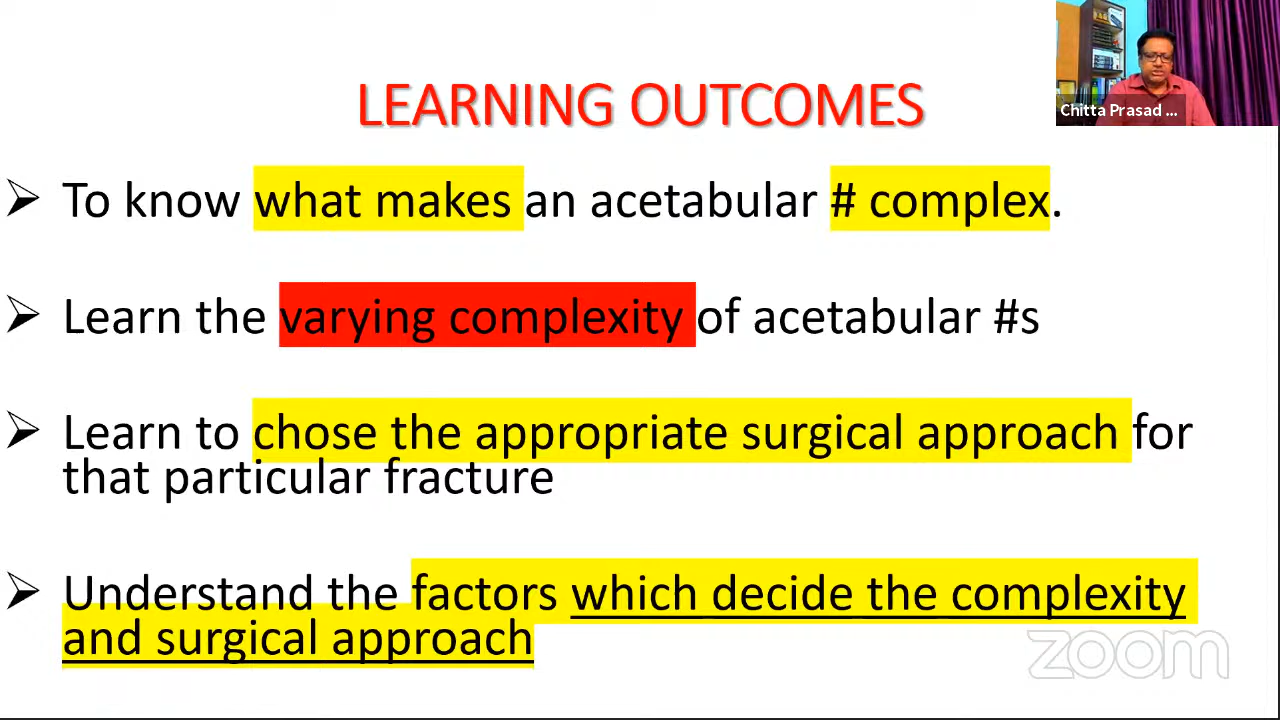 LEARNING OUTCOMES
Chitta Prasad ...
➢ To know what makes an acetabular # complex.
➢ Learn the varying complexity of acetabular #s
➢ Learn to chose the appropriate surgical approach for
that particular fracture
➢ Understand the factors which decide the complexity
and surgical approach
zoom